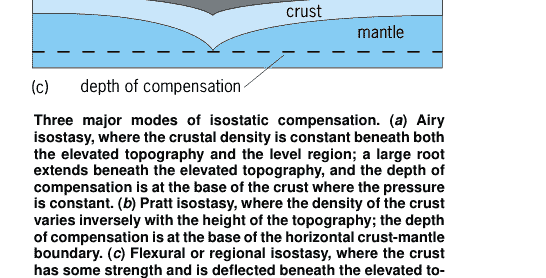 crust
mantle
(c) depth of compensation
Three major modes of isostatic compensation. (a) Airy
isostasy, where the crustal density is constant beneath both
the elevated topography and the level region; a large root
extends beneath the elevated topography, and the depth of
compensation is at the base of the crust where the pressure
is constant. (b) Pratt isostasy, where the density of the crust
varies inversely with the height of the topography; the depth
of compensation is at the base of the horizontal crust-mantle
boundary. (c) Flexural or regional isostasy, where the crust
has some strength and is deflected beneath the elevated to-